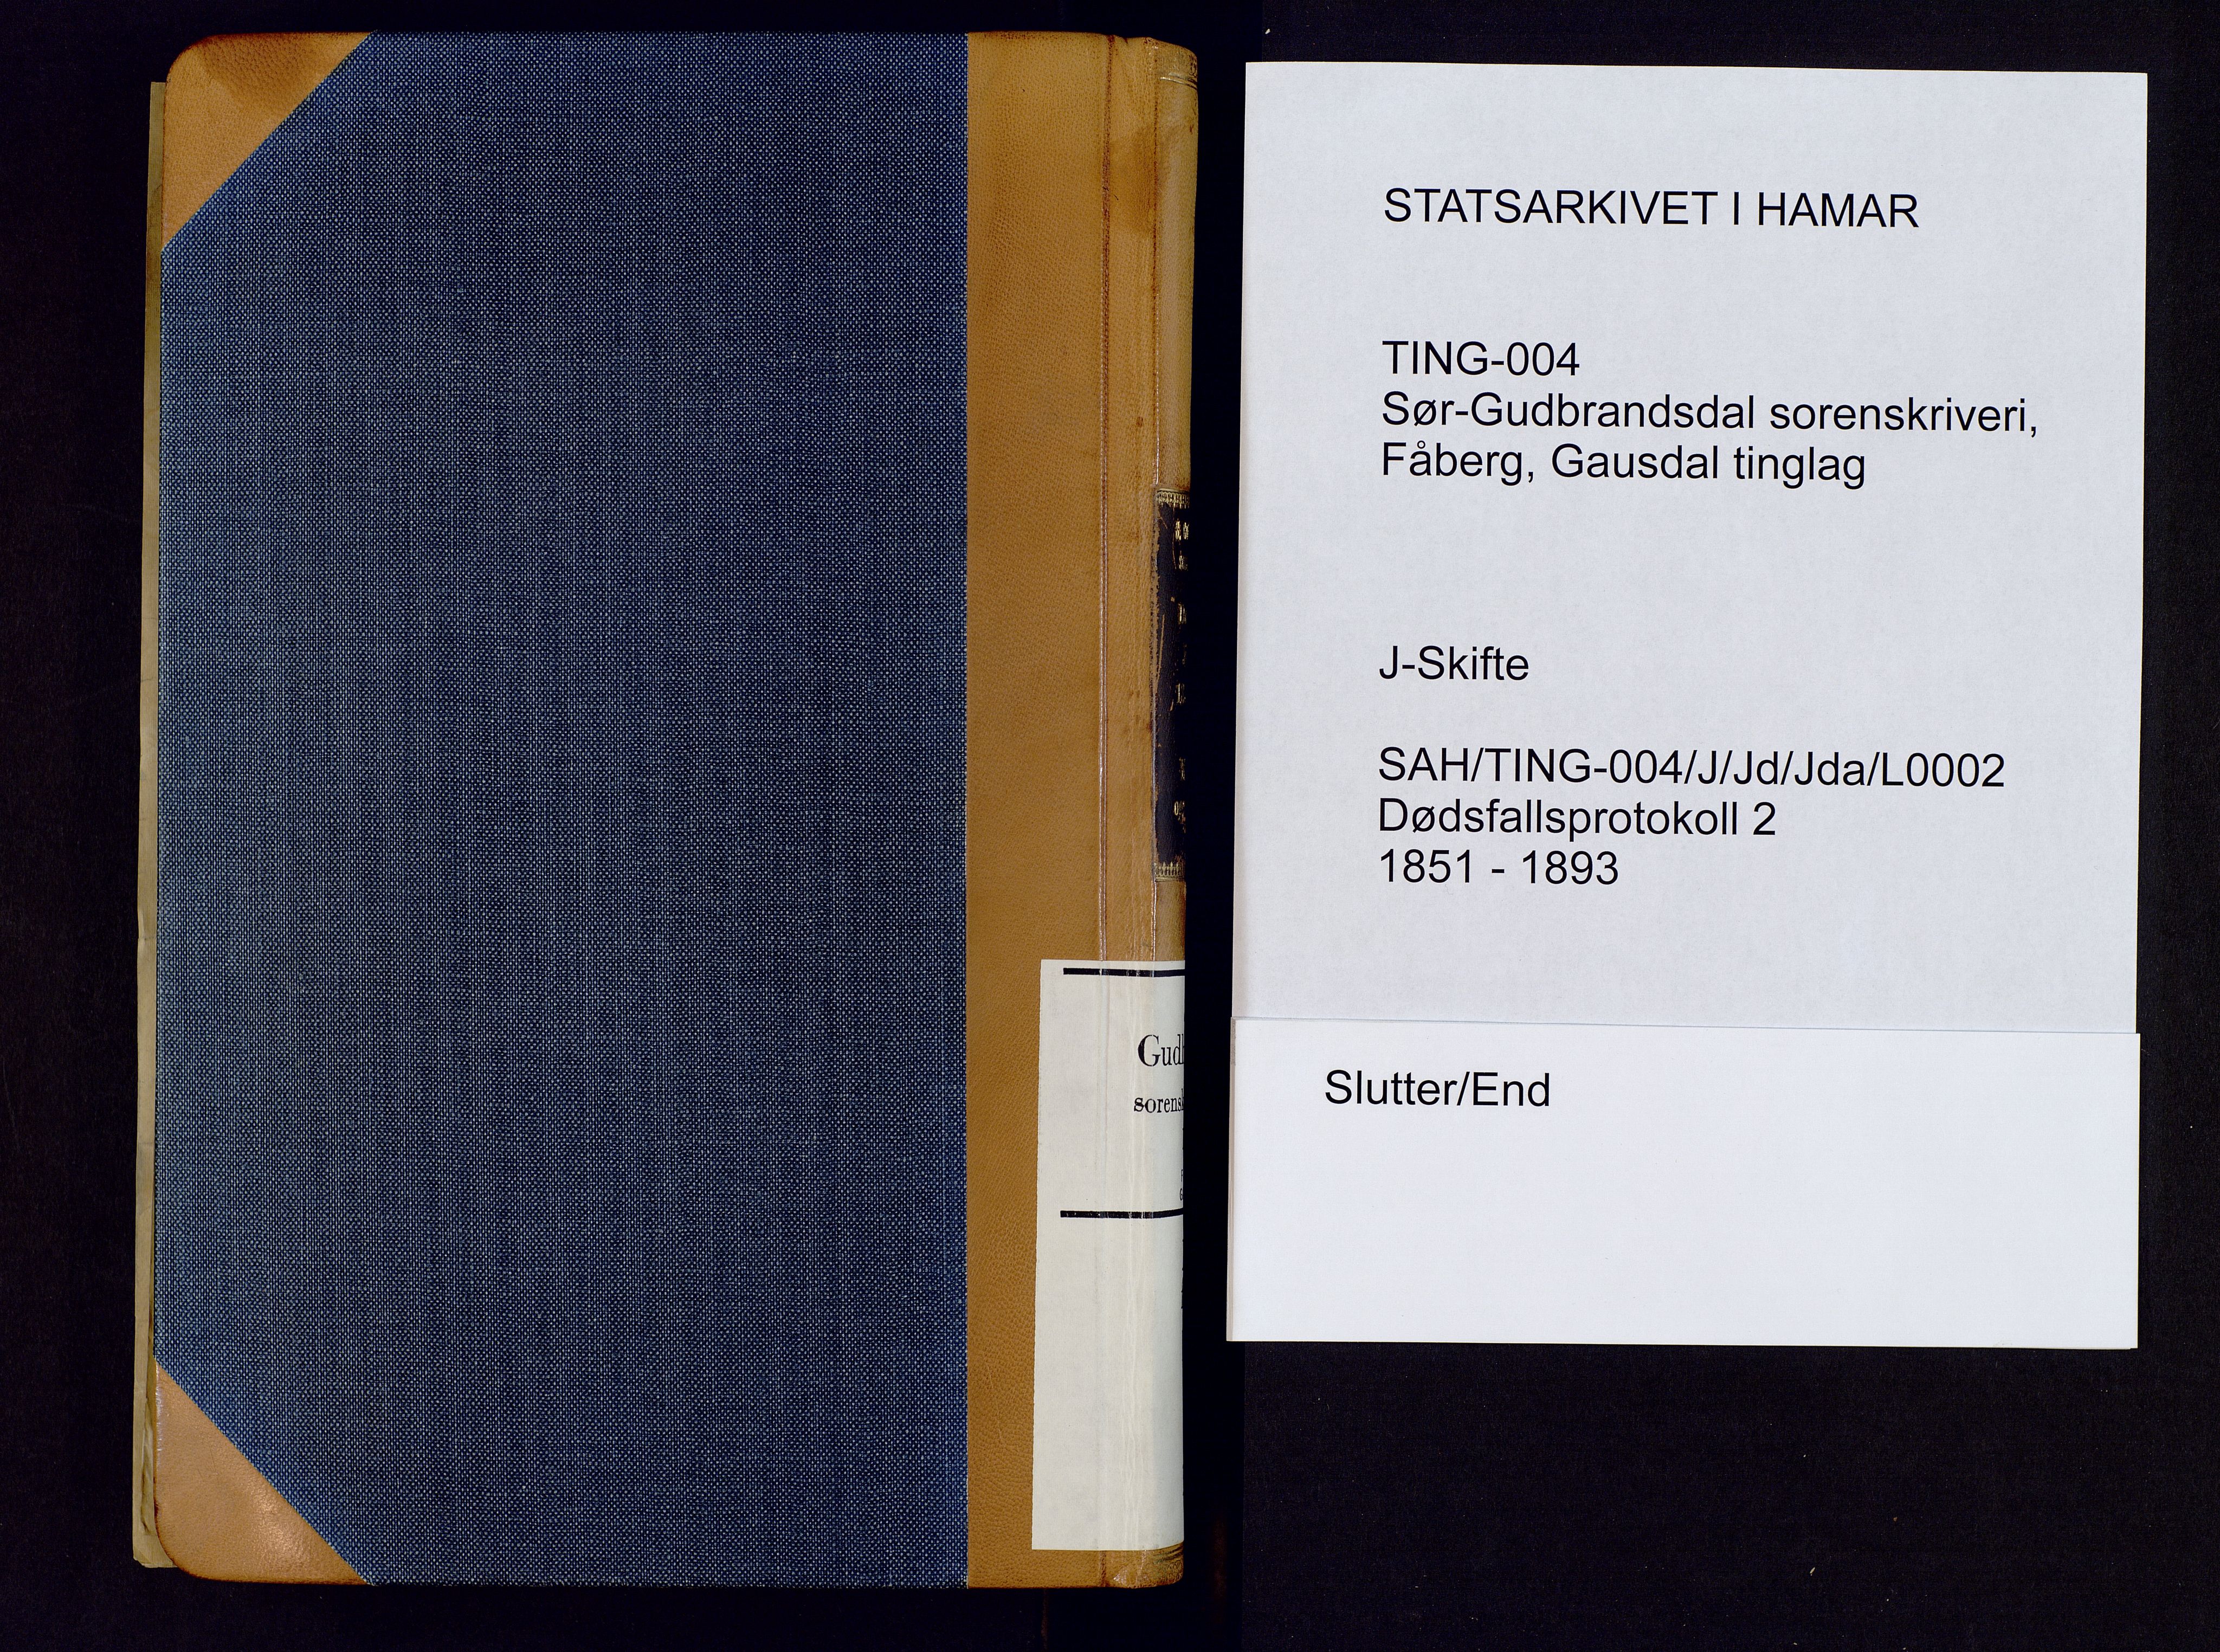 STATSARKIVET I HAMAR
TING-004
Sør-Gudbrandsdal sorenskriveri,
Fåberg, Gausdal tinglag
J-Skifte
SAH/TING-004/J/Jd/Jda/L0002
Dødsfallsprotokoll 2
1851 - 1893
Slutter/End